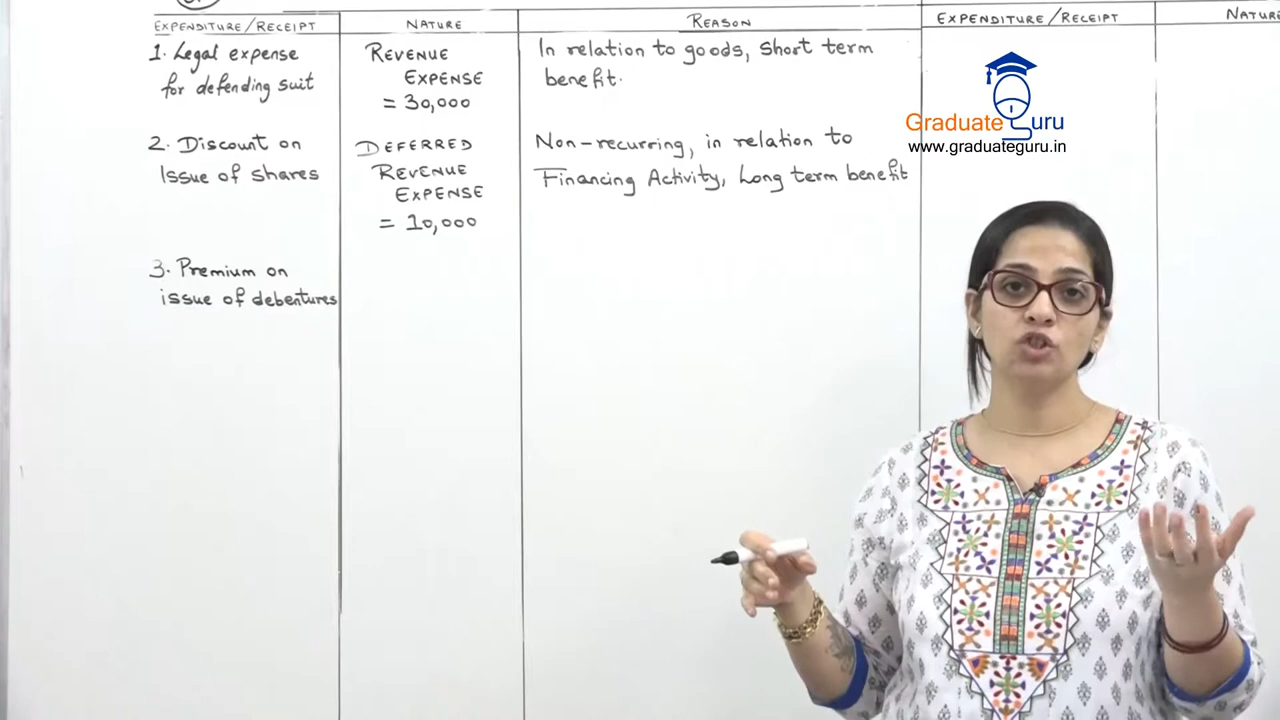 EXPENDITURE/RECEIPT
NATURE
REASON
EXPENDITURE/RECEIPT
NATURE
1. Legal expense
for defending suit
REVENUE
EXPENSE
= 30,000
In relation to goods, Short term
benefit.
2. Discount on
Issue of shares
DEFERRED
REVENUE
EXPENSE
= 10,000
Non-recurring, in relation to
Financing Activity, Long term benefit
3. Premium on
issue of debentures
Graduate Guru
www.graduateguru.in